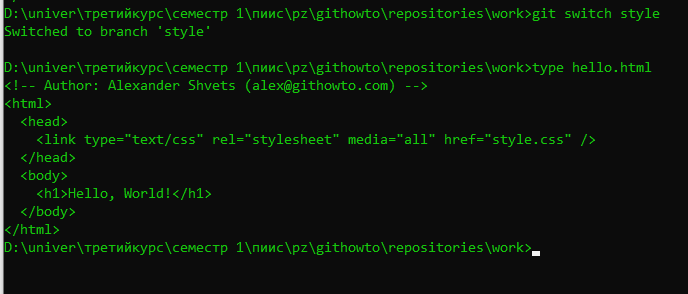 D:\univer\третийкурс\семестр 1\пиис\pz\githowto\repositories\work>git switch style
Switched to branch 'style'
D:\univer\третийкурс\семестр 1\пиис\pz\githowto\repositories\work>type hello.html
<!-- Author: Alexander Shvets (alex@githowto.com) -->
<html>
  <head>
    <link type="text/css" rel="stylesheet" media="all" href="style.css" />
  </head>
  <body>
    <h1>Hello, World!</h1>
  </body>
</html>
D:\univer\третийкурс\семестр 1\пиис\pz\githowto\repositories\work>